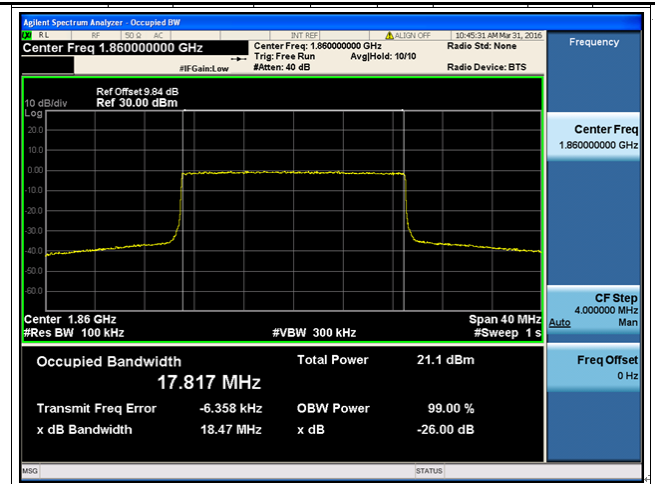 Agilent Spectrum Analyzer - Occupied BW
RL RF 50 Ω AC INT REF ALIGN OFF 10:45:31 AM Mar 31, 2016
Center Freq 1.860000000 GHz
Center Freq: 1.860000000 GHz Radio Std: None
Trig: Free Run Avg|Hold: 10/10
#IFGain:Low #Atten: 40 dB Radio Device: BTS
Frequency
Ref Offset 9.84 dB
10 dB/div Ref 30.00 dBm
Log
20.0
10.0
0.00
-10.0
-20.0
-30.0
-40.0
-50.0
-60.0
Center 1.86 GHz Span 40 MHz
#Res BW 100 kHz #VBW 300 kHz #Sweep 1 s
Center Freq
1.860000000 GHz
CF Step
4.000000 MHz
Auto Man
Freq Offset
0 Hz
Occupied Bandwidth Total Power 21.1 dBm
17.817 MHz
Transmit Freq Error -6.358 kHz OBW Power 99.00 %
x dB Bandwidth 18.47 MHz x dB -26.00 dB
MSG STATUS